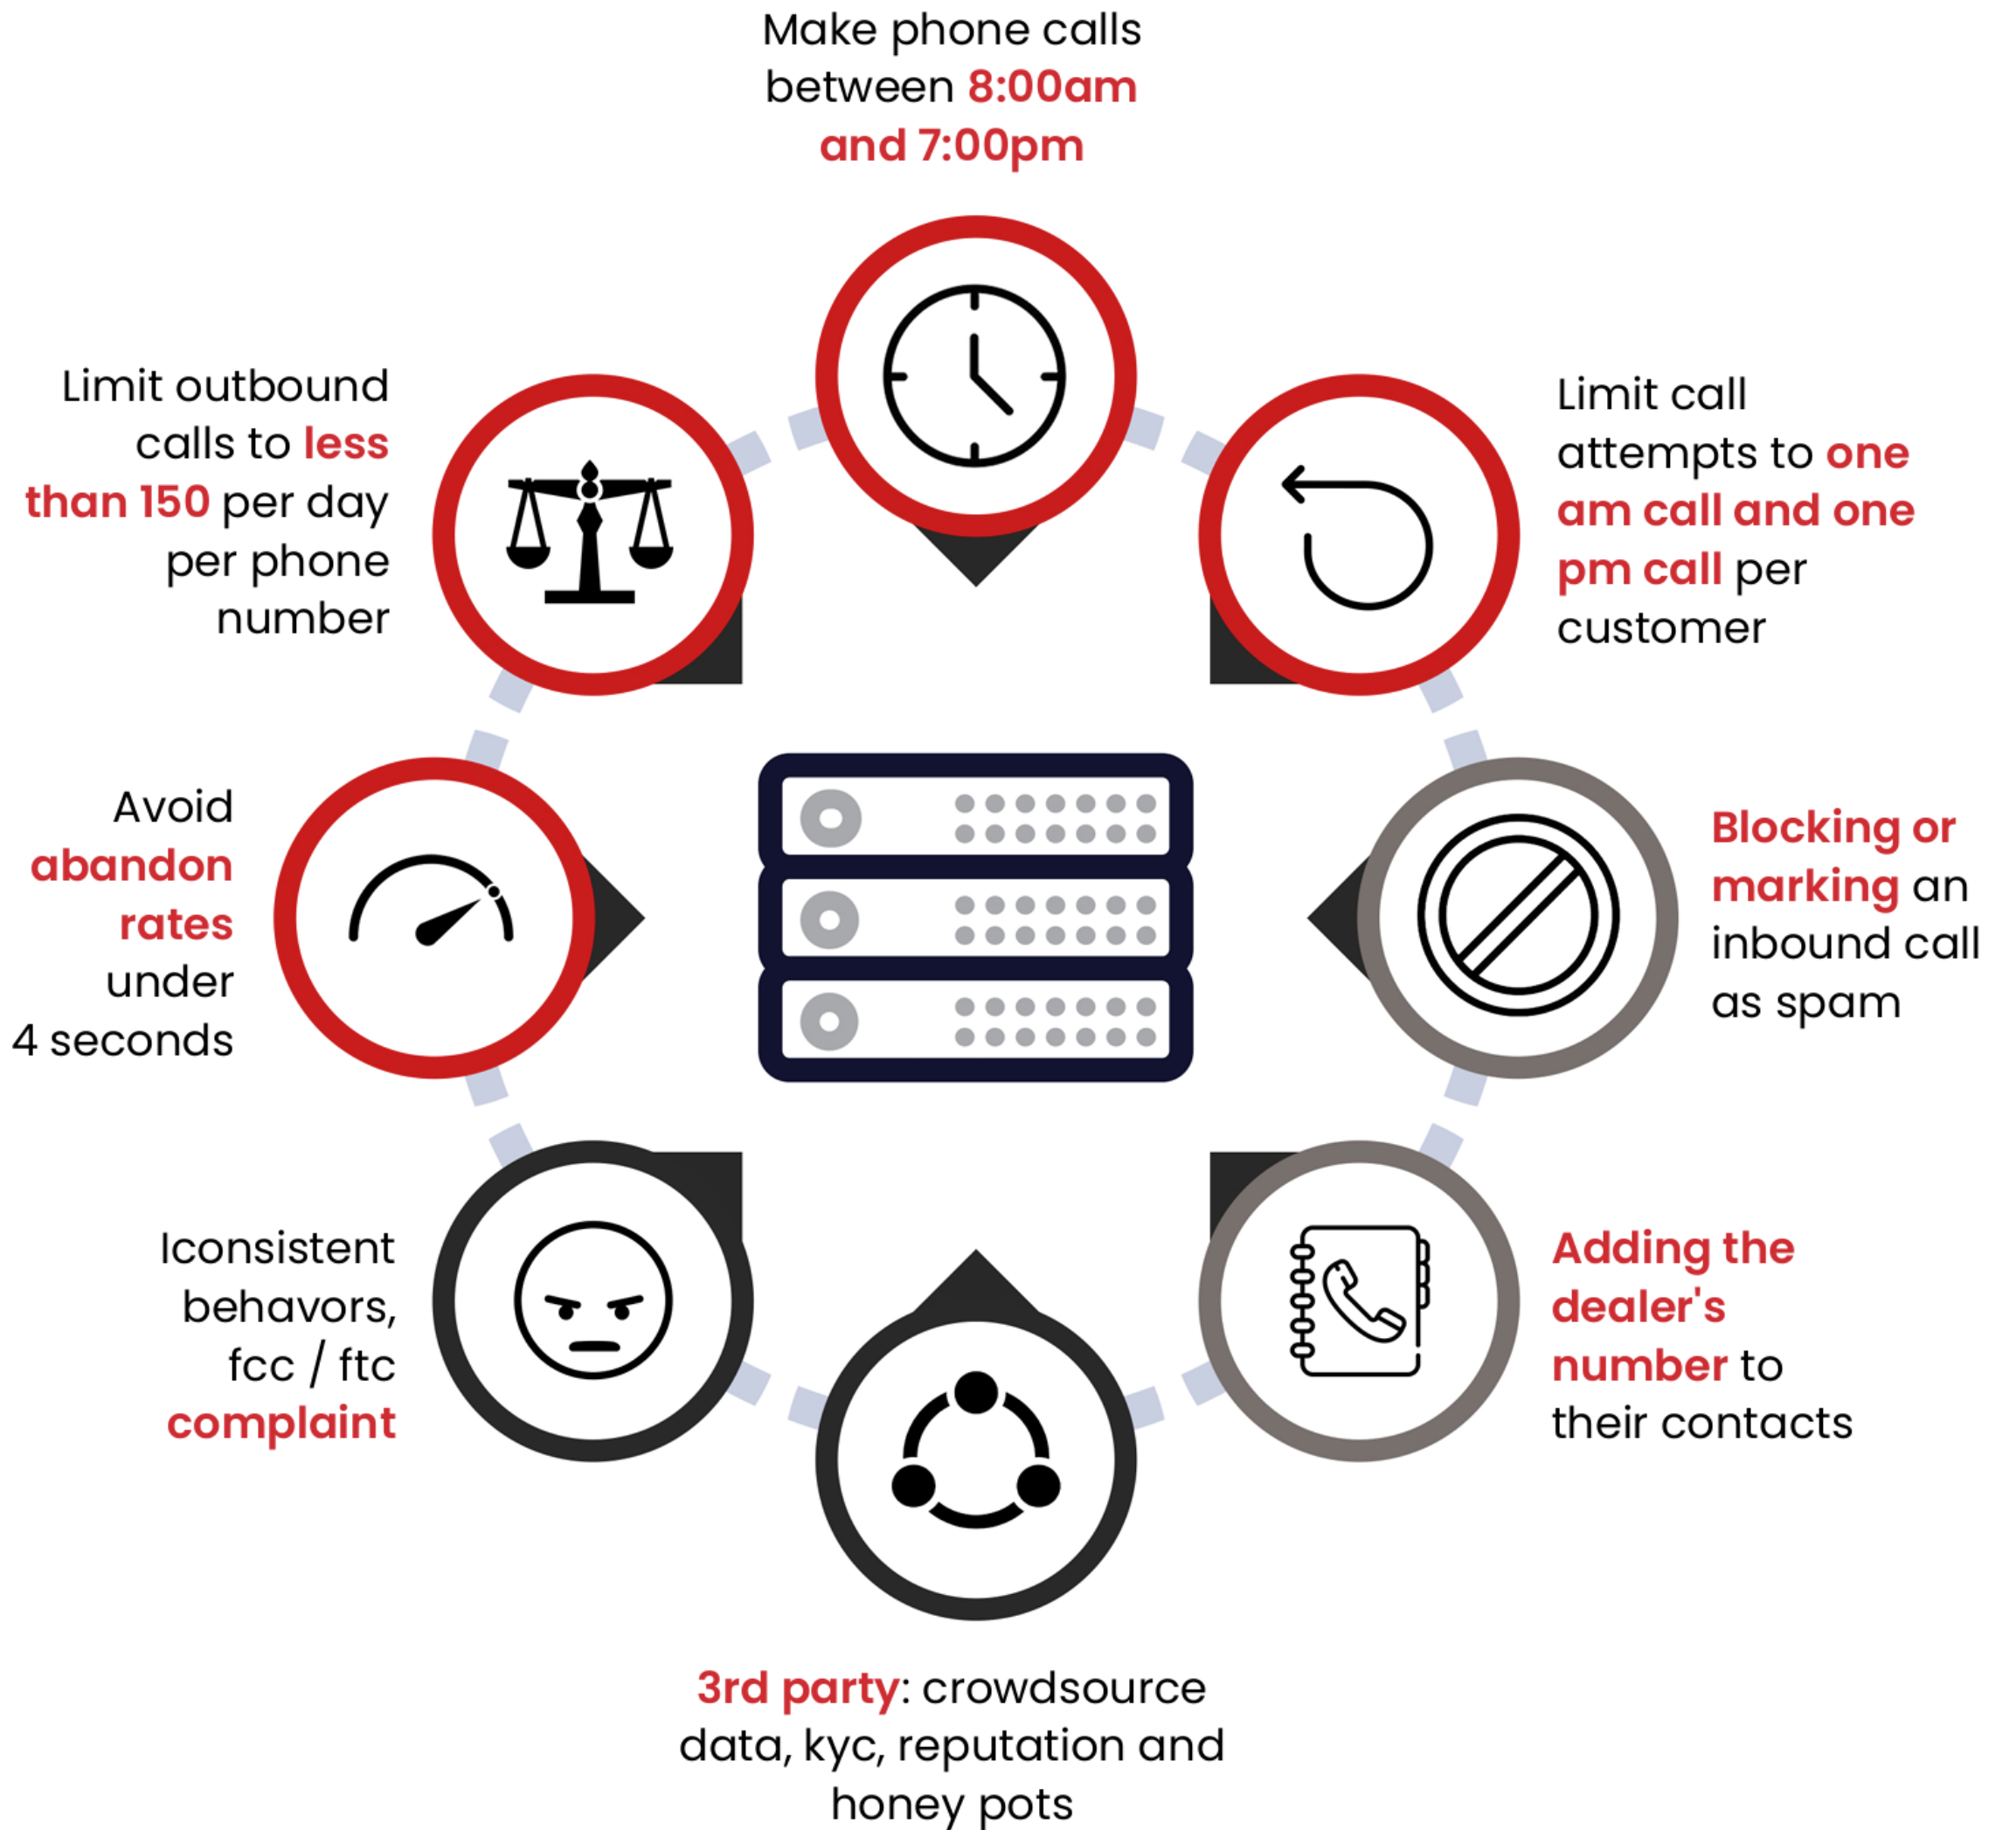 Make phone calls
between 8:00am
and 7:00pm
Limit outbound
calls to less
than 150 per day
per phone
number
Limit call
attempts to one
am call and one
pm call per
customer
Avoid
abandon
rates
under
4 seconds
Blocking or
marking an
inbound call
as spam
Iconsistent
behavors,
fcc / ftc
complaint
Adding the
dealer's
number to
their contacts
3rd party: crowdsource
data, kyc, reputation and
honey pots